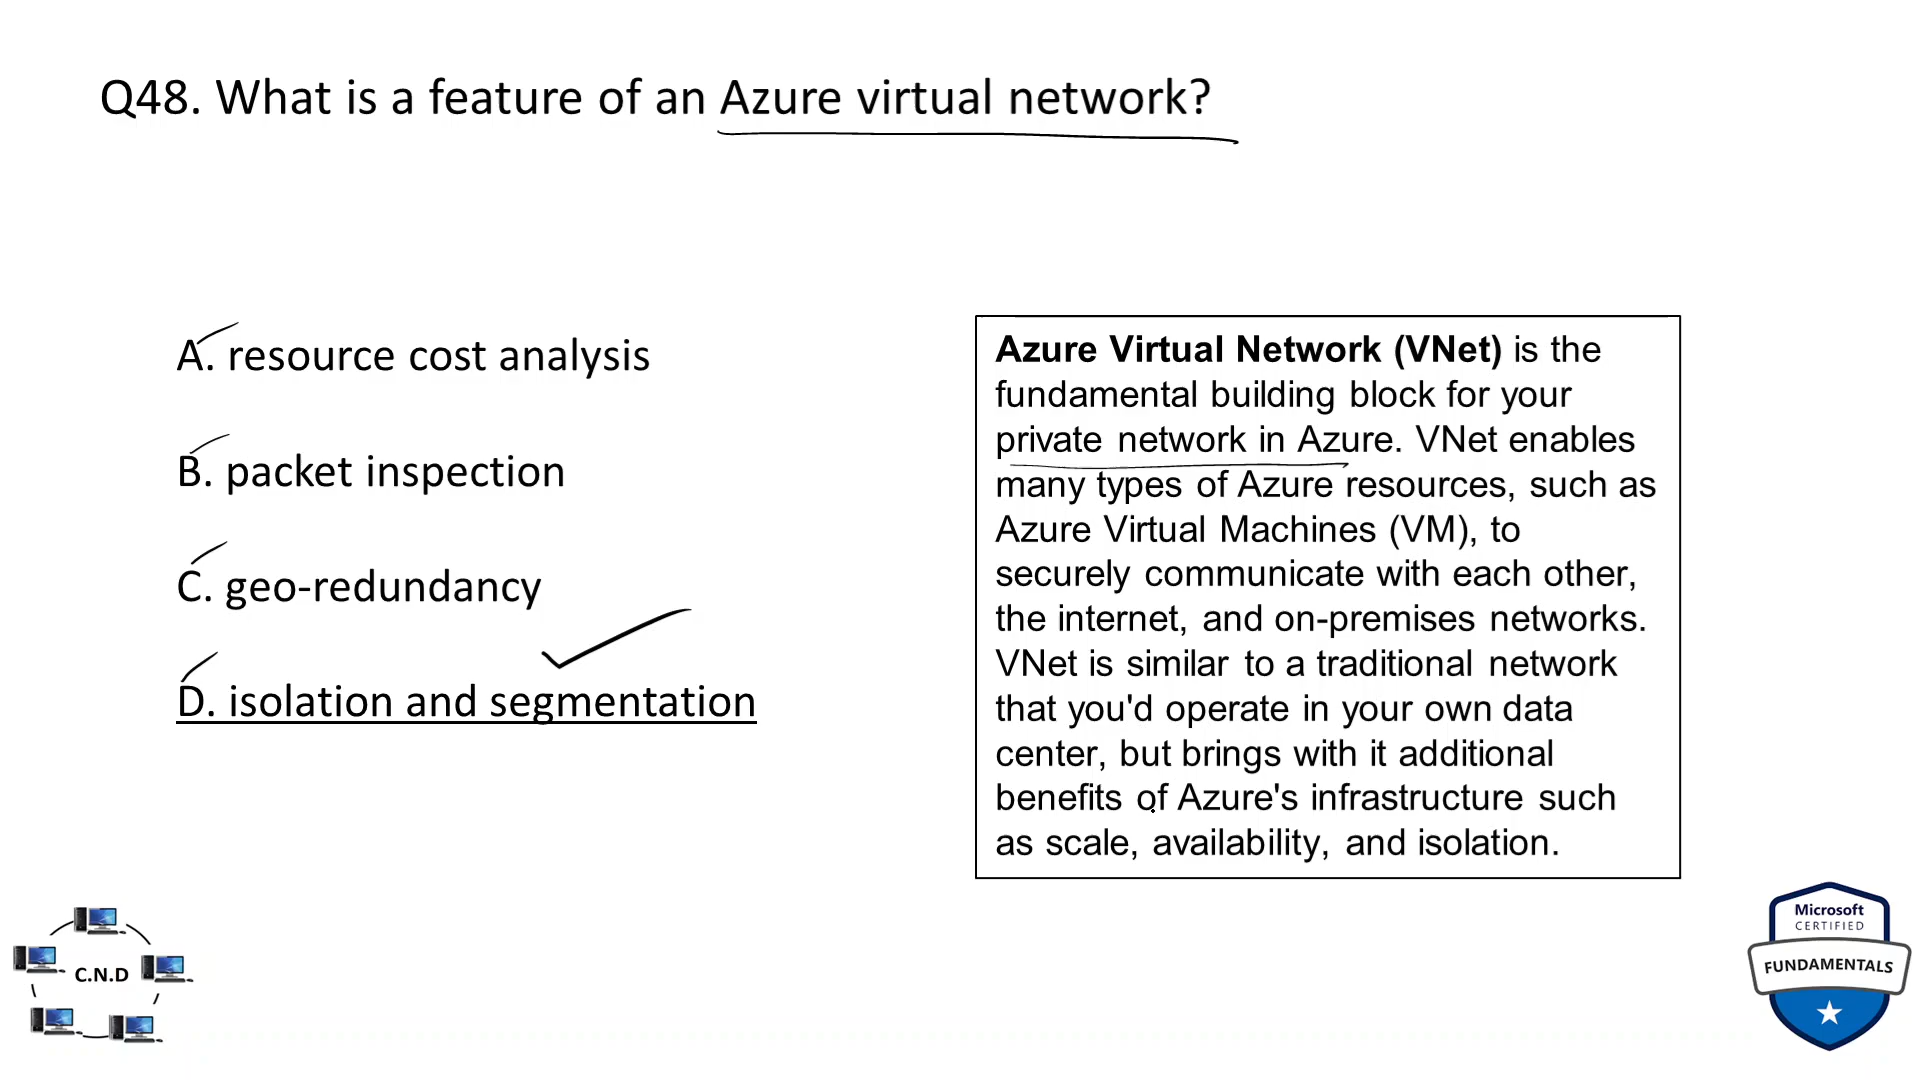 Q48. What is a feature of an Azure virtual network?
A. resource cost analysis
B. packet inspection
C. geo-redundancy
D. isolation and segmentation
Azure Virtual Network (VNet) is the
fundamental building block for your
private network in Azure. VNet enables
many types of Azure resources, such as
Azure Virtual Machines (VM), to
securely communicate with each other,
the internet, and on-premises networks.
VNet is similar to a traditional network
that you'd operate in your own data
center, but brings with it additional
benefits of Azure's infrastructure such
as scale, availability, and isolation.
C.N.D
Microsoft
CERTIFIED
FUNDAMENTALS